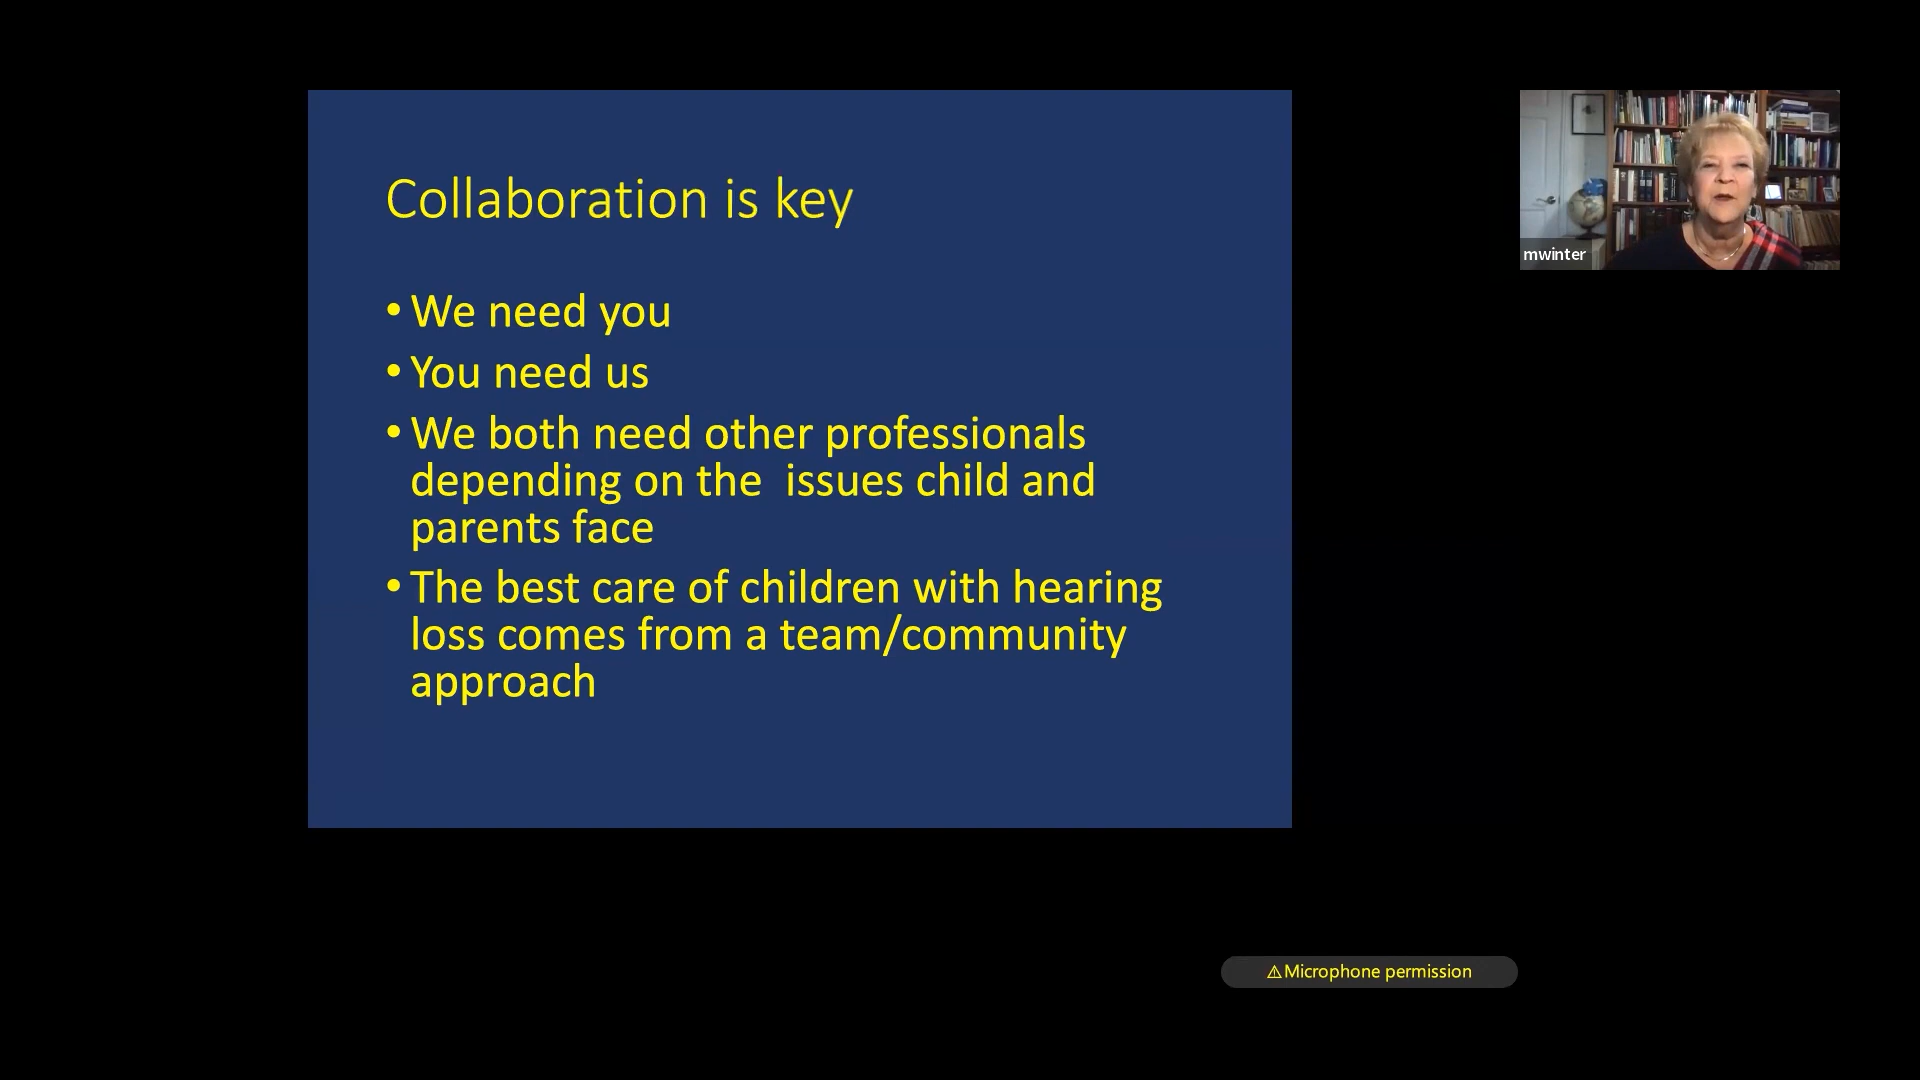 Collaboration is key
• We need you
• You need us
• We both need other professionals
depending on the  issues child and
parents face
• The best care of children with hearing
loss comes from a team/community
approach
mwinter
⚠Microphone permission